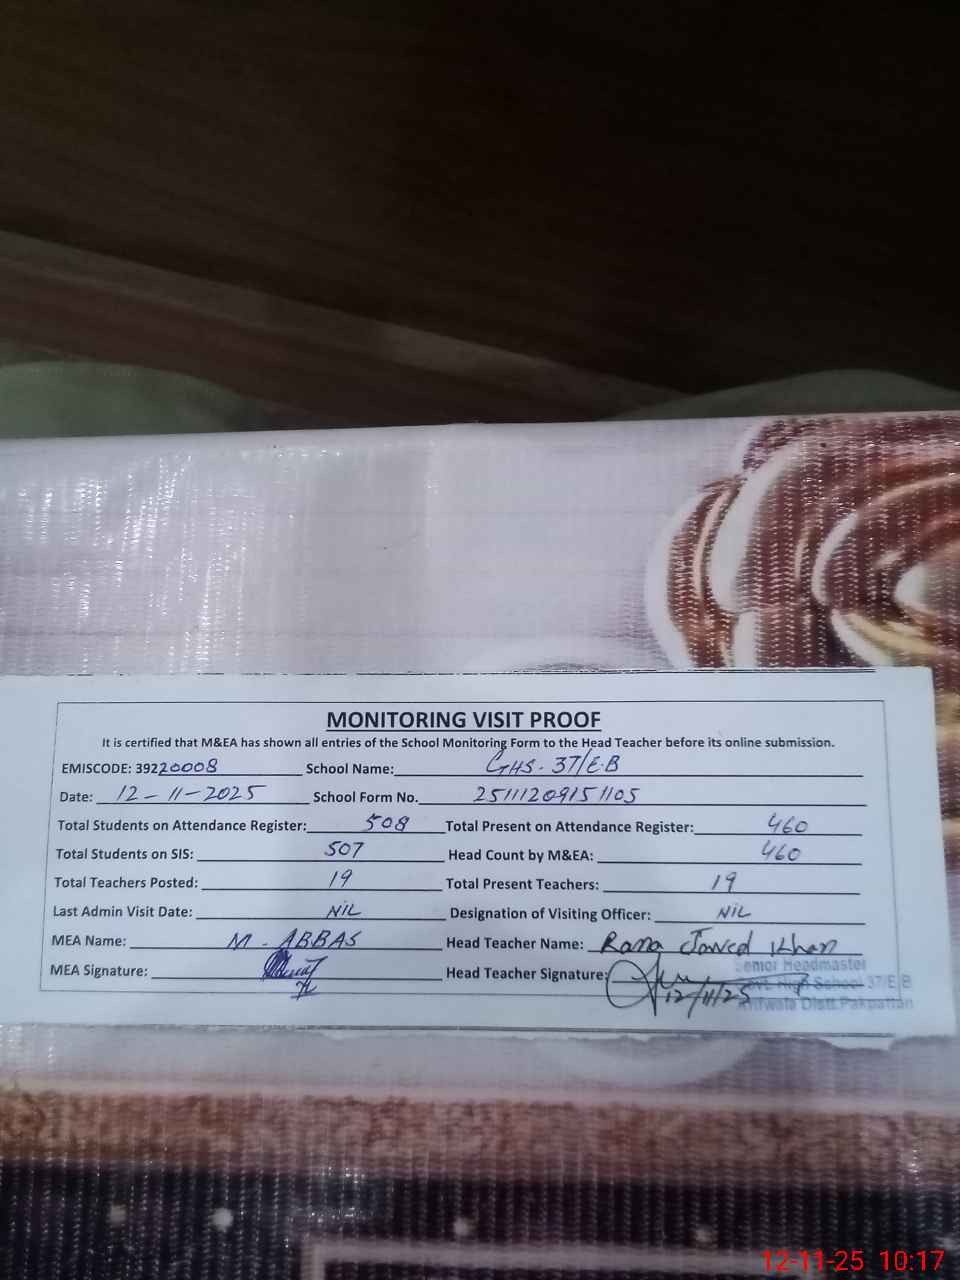 MONITORING VISIT PROOF
It is certified that M&EA has shown all entries of the School Monitoring Form to the Head Teacher before its online submission.
EMISCODE: 39220008 School Name: GHS. 37/E.B
Date: 12-11-2025 School Form No. 25111209151105
Total Students on Attendance Register: 508 Total Present on Attendance Register: 460
Total Students on SIS: 507 Head Count by M&EA: 460
Total Teachers Posted: 19 Total Present Teachers: 19
Last Admin Visit Date: NiL Designation of Visiting Officer: NiL
MEA Name: M. ABBAS Head Teacher Name: Rana Javed Khan
MEA Signature: Head Teacher Signature: 12/11/25
Senior Headmaster
High School 37/E.B
Distt. Pakpattan
12-11-25 10:17